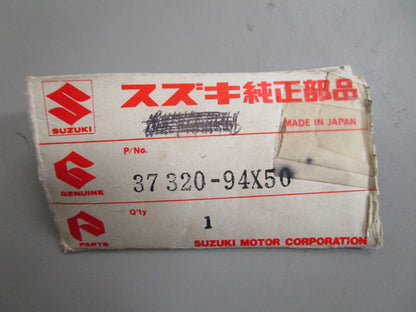 スズキ純正部品
SUZUKI
MADE IN JAPAN
P/No.
37320-94X50
GENUINE
Q'ty
1
PARTS
SUZUKI MOTOR CORPORATION